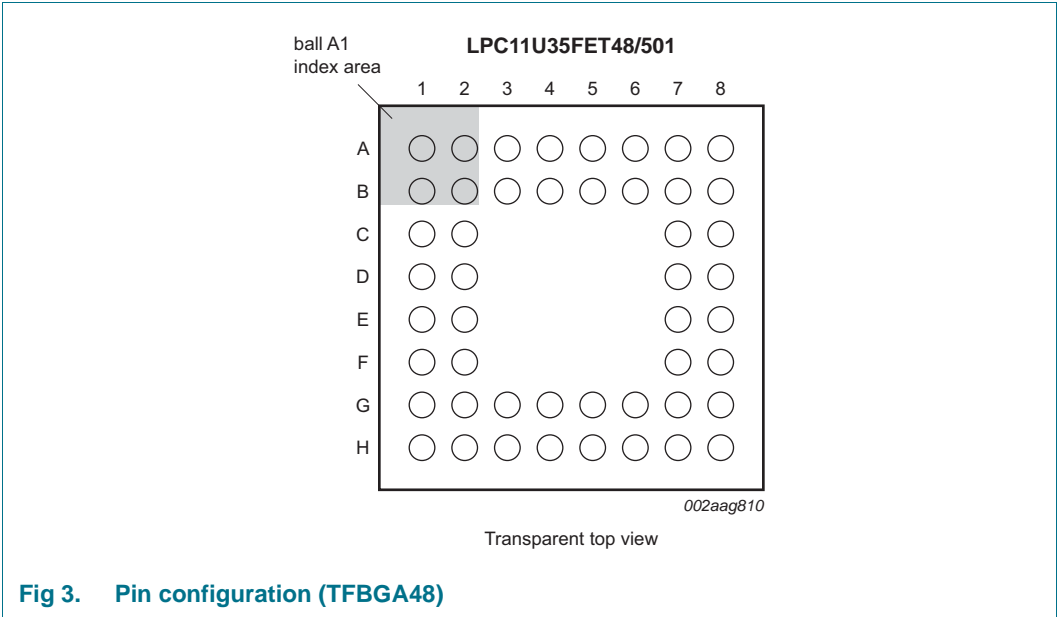 ball A1
index area
LPC11U35FET48/501
1 2 3 4 5 6 7 8
A
B
C
D
E
F
G
H
002aag810
Transparent top view
Fig 3. Pin configuration (TFBGA48)